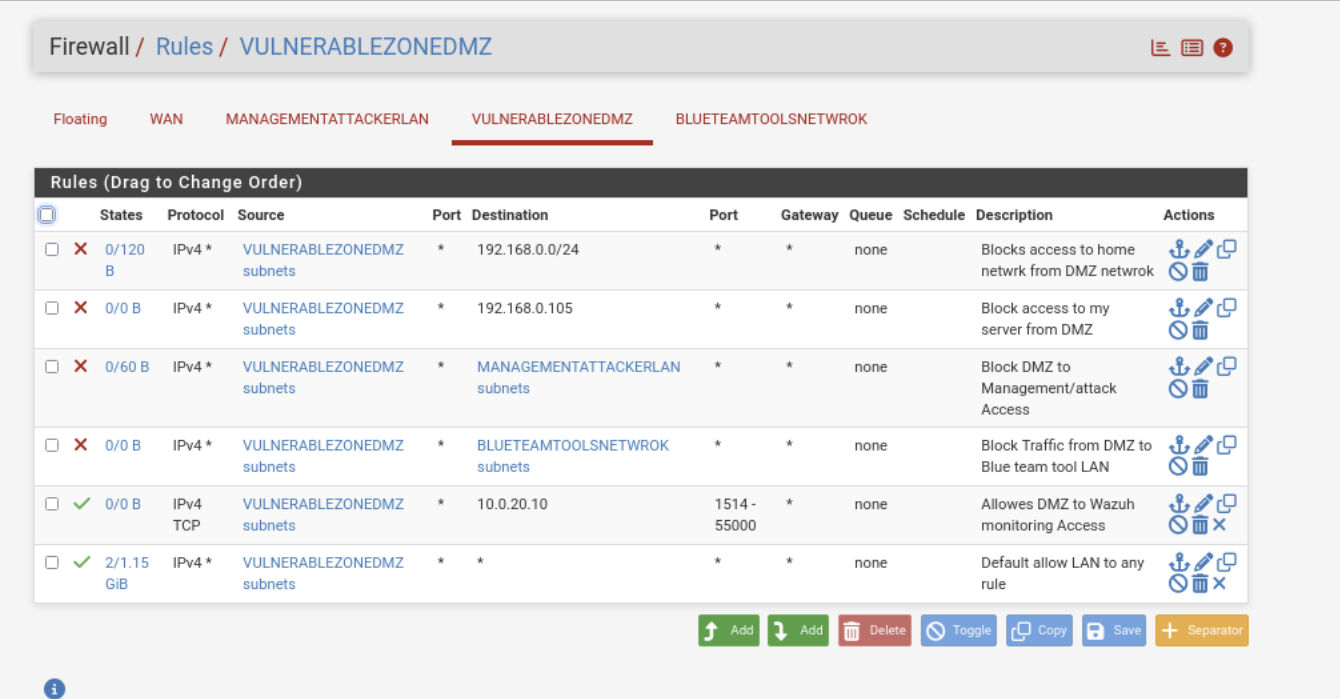 Firewall / Rules / VULNERABLEZONEDMZ
Floating WAN MANAGEMENTATTACKERLAN VULNERABLEZONEDMZ BLUETEAMTOOLSNETWROK
Rules (Drag to Change Order)
States Protocol Source Port Destination Port Gateway Queue Schedule Description Actions
0/120 IPv4 * VULNERABLEZONEDMZ * 192.168.0.0/24 * * none Blocks access to home
B subnets netwrk from DMZ netwrok
0/0 B IPv4 * VULNERABLEZONEDMZ * 192.168.0.105 * * none Block access to my
subnets server from DMZ
0/60 B IPv4 * VULNERABLEZONEDMZ * MANAGEMENTATTACKERLAN * * none Block DMZ to
subnets subnets Management/attack
Access
0/0 B IPv4 * VULNERABLEZONEDMZ * BLUETEAMTOOLSNETWROK * * none Block Traffic from DMZ to
subnets subnets Blue team tool LAN
0/0 B IPv4 VULNERABLEZONEDMZ * 10.0.20.10 1514 - * none Allowes DMZ to Wazuh
TCP subnets 55000 monitoring Access
2/1.15 IPv4 * VULNERABLEZONEDMZ * * * * none Default allow LAN to any
GiB subnets rule
Add Add Delete Toggle Copy Save Separator